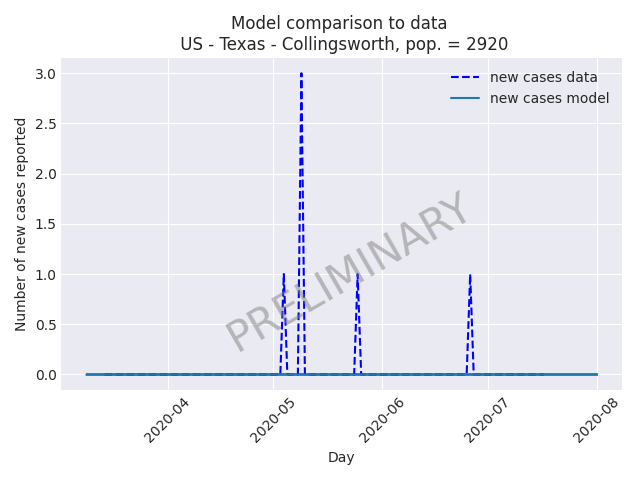 Model comparison to data
US - Texas - Collingsworth, pop. = 2920
new cases data
new cases model
Number of new cases reported
3.0
2.5
2.0
1.5
1.0
0.5
0.0
PRELIMINARY
2020-04
2020-05
2020-06
2020-07
2020-08
Day